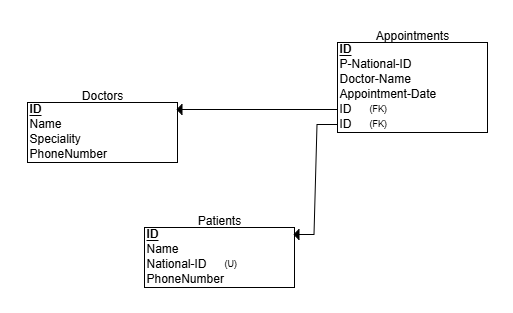 Appointments
ID
P-National-ID
Doctor-Name
Appointment-Date
ID (FK)
ID (FK)
Doctors
ID
Name
Speciality
PhoneNumber
Patients
ID
Name
National-ID (U)
PhoneNumber